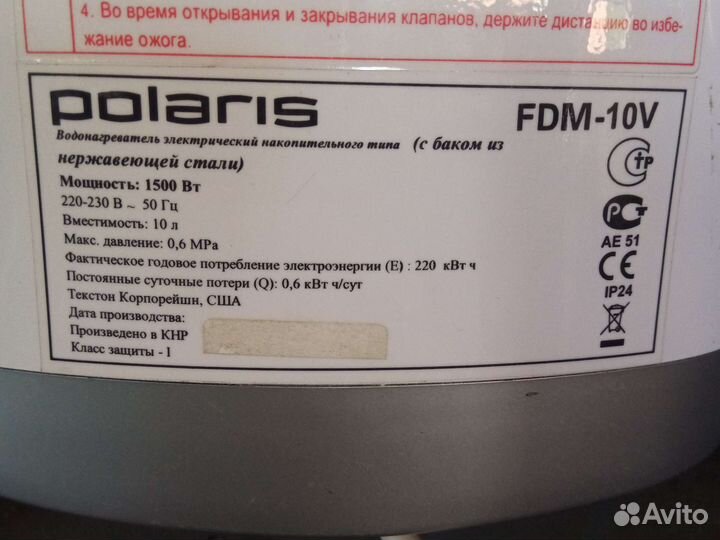 4. Во время открывания и закрывания клапанов, держите дистанцию во избе-
жание ожога.
polaris
FDM-10V
Водонагреватель электрический накопительного типа (с баком из
нержавеющей стали)
Мощность: 1500 Вт
220-230 В ~ 50 Гц
Вместимость: 10 л
Макс. давление: 0,6 MPa
Фактическое годовое потребление электроэнергии (E) : 220 кВт ч
Постоянные суточные потери (Q): 0,6 кВт ч/сут
Текстон Корпорейшн, США
Дата производства:
Произведено в КНР
Класс защиты - I
TP
РСТ
AE 51
CE
IP24
Avito